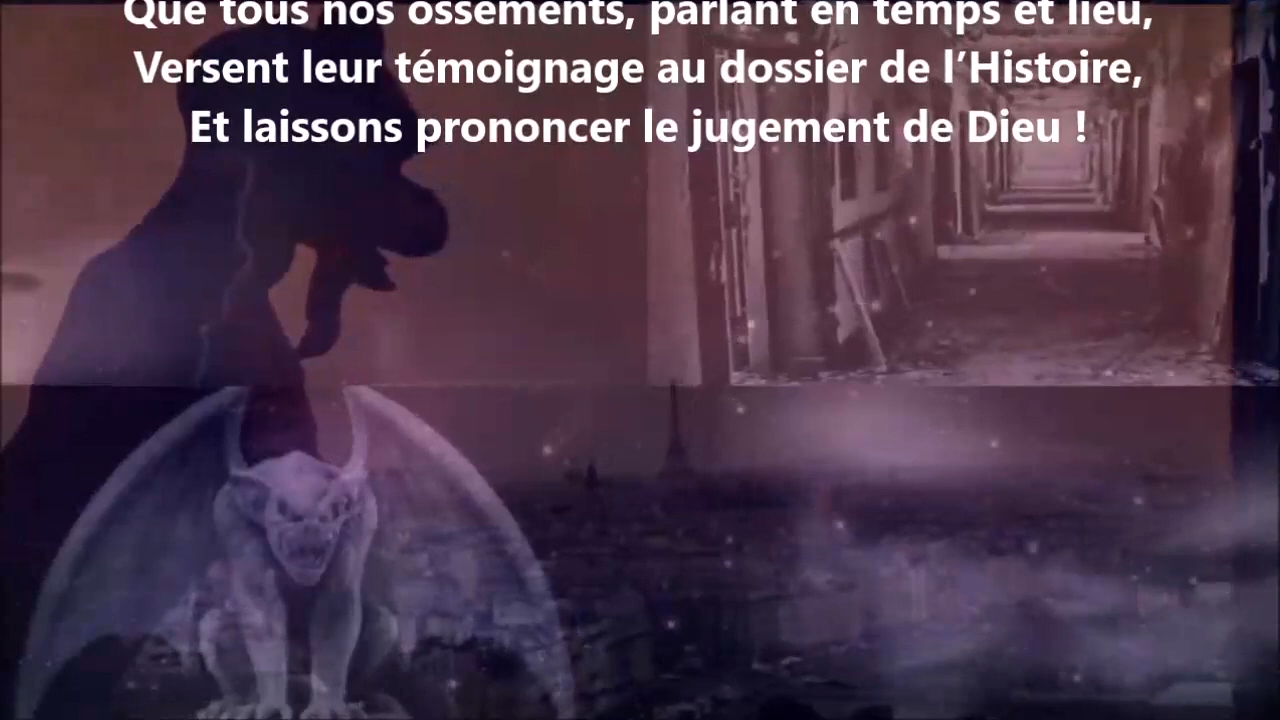 Que tous nos ossements, parlant en temps et lieu,
Versent leur témoignage au dossier de l’Histoire,
Et laissons prononcer le jugement de Dieu !